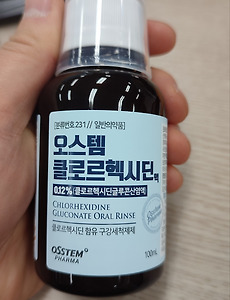 [분류번호 231 // 일반의약품]
오스템
클로르헥시딘액
0.12% (클로르헥시딘글루콘산염액)
CHLORHEXIDINE
GLUCONATE ORAL RINSE
클로르헥시딘 함유 구강세척제제
OSSTEM
PHARMA
100mL